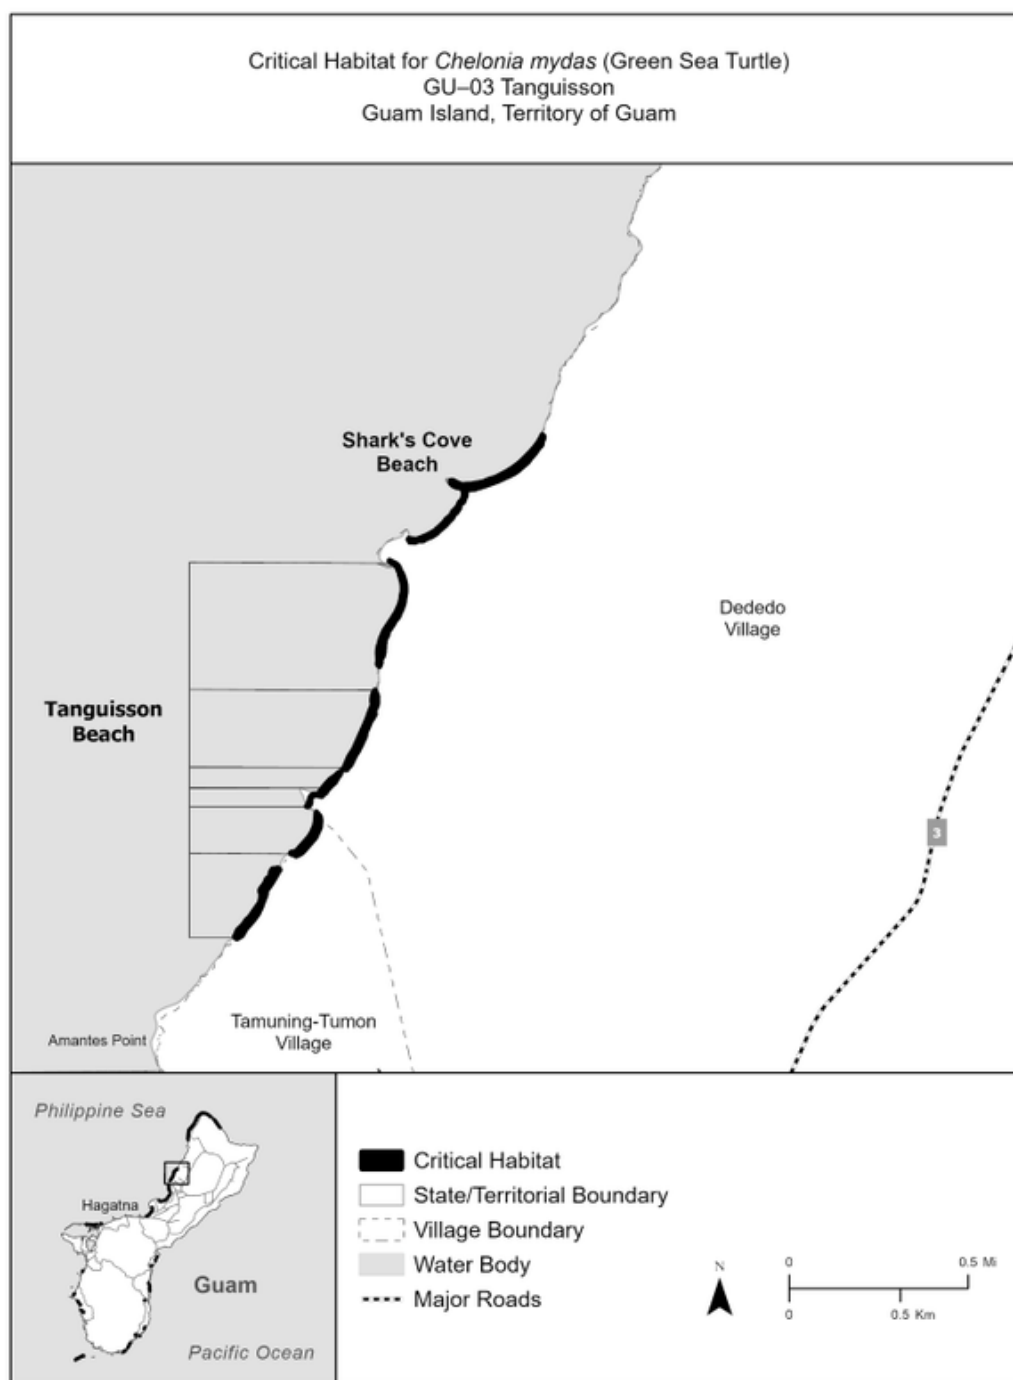 Critical Habitat for Chelonia mydas (Green Sea Turtle)
GU–03 Tanguisson
Guam Island, Territory of Guam
Shark's Cove
Beach
Dededo
Village
Tanguisson
Beach
3
Tamuning-Tumon
Village
Amantes Point
Philippine Sea
Hagatna
Guam
Pacific Ocean
Critical Habitat
State/Territorial Boundary
Village Boundary
Water Body
Major Roads
N
0 0.5 Mi
0 0.5 Km